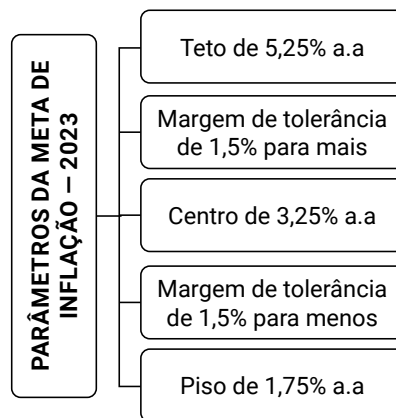 PARÂMETROS DA META DE
INFLAÇÃO – 2023
Teto de 5,25% a.a
Margem de tolerância
de 1,5% para mais
Centro de 3,25% a.a
Margem de tolerância
de 1,5% para menos
Piso de 1,75% a.a